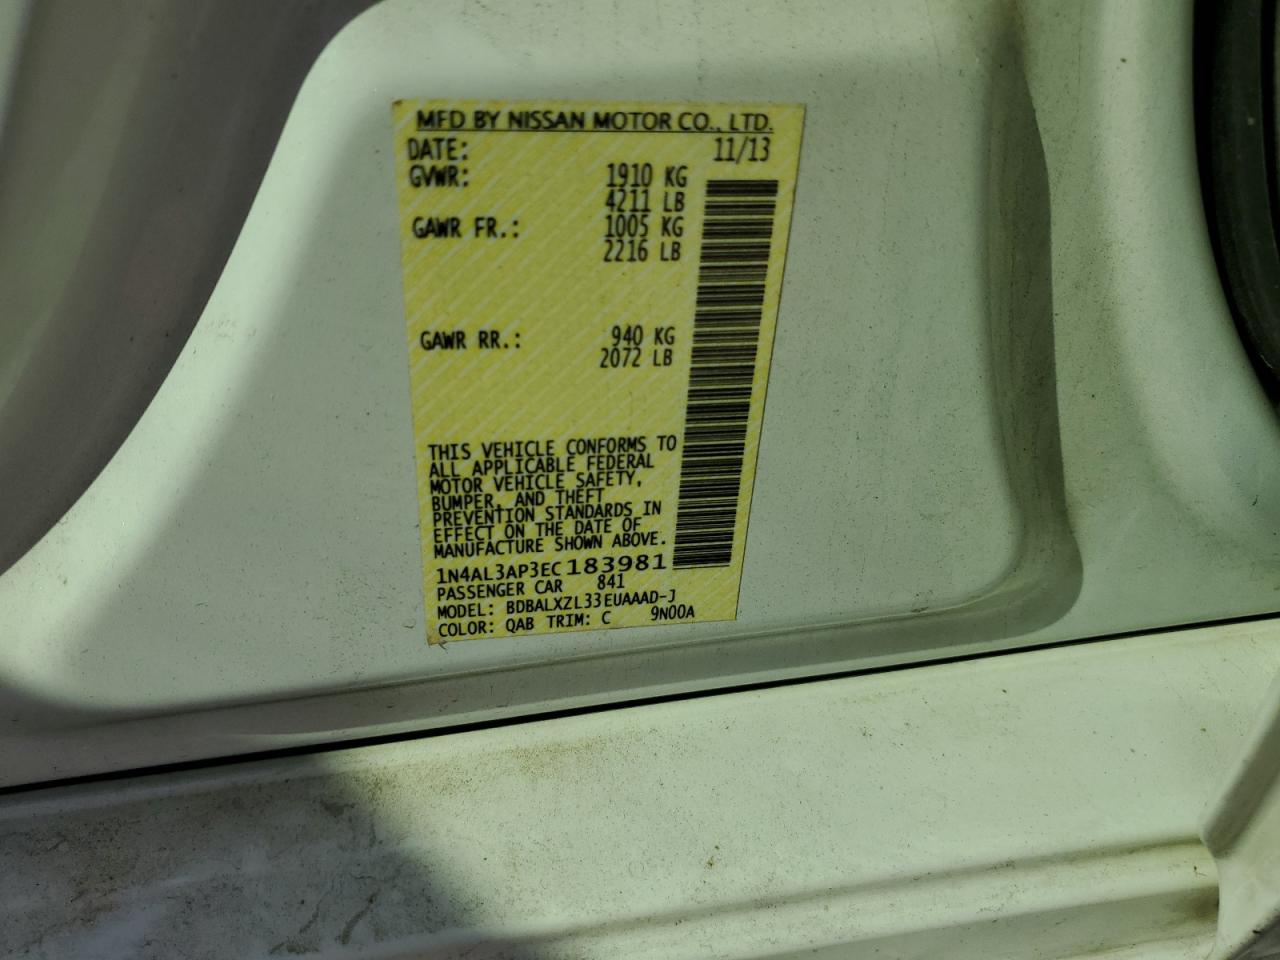 MFD BY NISSAN MOTOR CO., LTD.
DATE: 11/13
GVWR: 1910 KG
4211 LB
GAWR FR.: 1005 KG
2216 LB
GAWR RR.: 940 KG
2072 LB
THIS VEHICLE CONFORMS TO
ALL APPLICABLE FEDERAL
MOTOR VEHICLE SAFETY,
BUMPER, AND THEFT
PREVENTION STANDARDS IN
EFFECT ON THE DATE OF
MANUFACTURE SHOWN ABOVE.
1N4AL3AP3EC183981
PASSENGER CAR 841
MODEL: BDBALXZL33EUAAAD-J
COLOR: QAB TRIM: C 9N00A